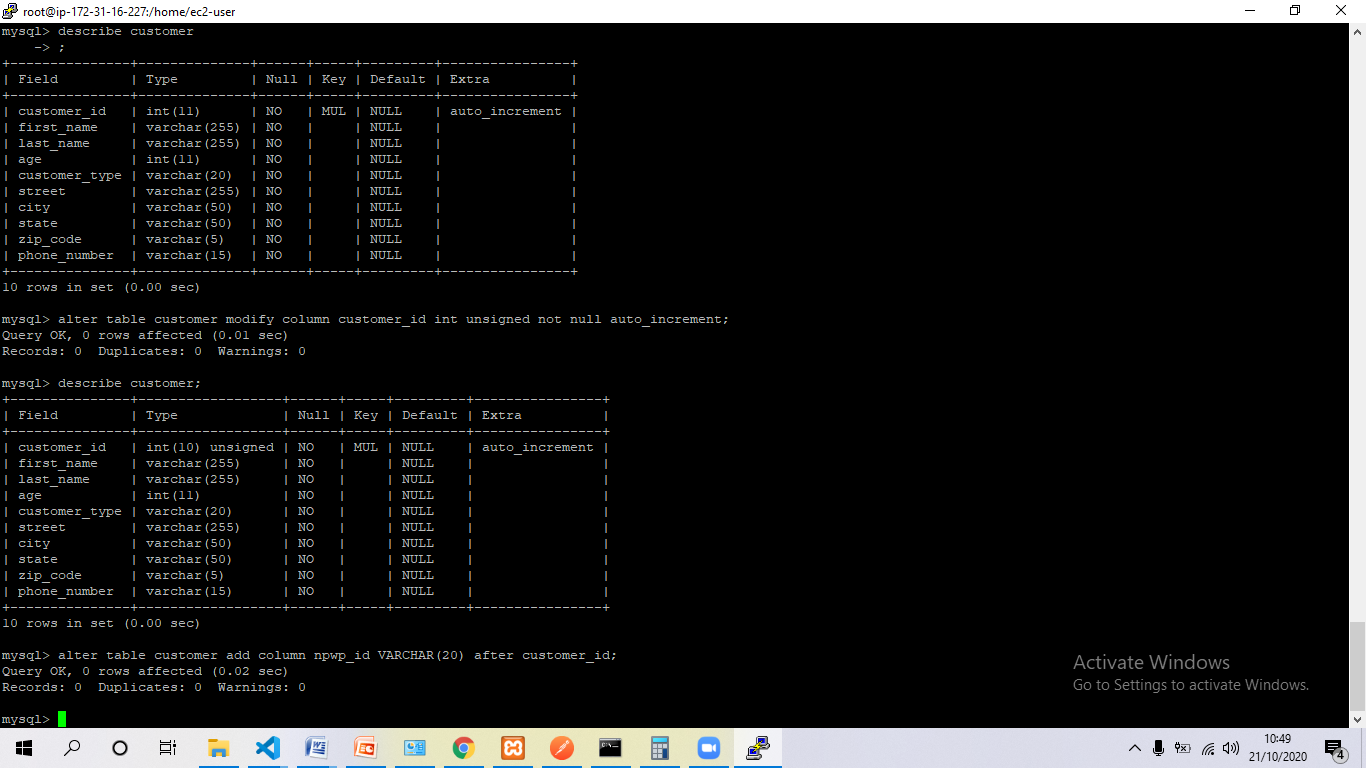 root@ip-172-31-16-227:/home/ec2-user
mysql> describe customer
    -> ;
+---------------+--------------+------+-----+---------+----------------+
| Field         | Type         | Null | Key | Default | Extra          |
+---------------+--------------+------+-----+---------+----------------+
| customer_id   | int(11)      | NO   | MUL | NULL    | auto_increment |
| first_name    | varchar(255) | NO   |     | NULL    |                |
| last_name     | varchar(255) | NO   |     | NULL    |                |
| age           | int(11)      | NO   |     | NULL    |                |
| customer_type | varchar(20)  | NO   |     | NULL    |                |
| street        | varchar(255) | NO   |     | NULL    |                |
| city          | varchar(50)  | NO   |     | NULL    |                |
| state         | varchar(50)  | NO   |     | NULL    |                |
| zip_code      | varchar(5)   | NO   |     | NULL    |                |
| phone_number  | varchar(15)  | NO   |     | NULL    |                |
+---------------+--------------+------+-----+---------+----------------+
10 rows in set (0.00 sec)
mysql> alter table customer modify column customer_id int unsigned not null auto_increment;
Query OK, 0 rows affected (0.01 sec)
Records: 0  Duplicates: 0  Warnings: 0
mysql> describe customer;
+---------------+------------------+------+-----+---------+----------------+
| Field         | Type             | Null | Key | Default | Extra          |
+---------------+------------------+------+-----+---------+----------------+
| customer_id   | int(10) unsigned | NO   | MUL | NULL    | auto_increment |
| first_name    | varchar(255)     | NO   |     | NULL    |                |
| last_name     | varchar(255)     | NO   |     | NULL    |                |
| age           | int(11)          | NO   |     | NULL    |                |
| customer_type | varchar(20)      | NO   |     | NULL    |                |
| street        | varchar(255)     | NO   |     | NULL    |                |
| city          | varchar(50)      | NO   |     | NULL    |                |
| state         | varchar(50)      | NO   |     | NULL    |                |
| zip_code      | varchar(5)       | NO   |     | NULL    |                |
| phone_number  | varchar(15)      | NO   |     | NULL    |                |
+---------------+------------------+------+-----+---------+----------------+
10 rows in set (0.00 sec)
mysql> alter table customer add column npwp_id VARCHAR(20) after customer_id;
Query OK, 0 rows affected (0.02 sec)
Records: 0  Duplicates: 0  Warnings: 0
mysql>
Activate Windows
Go to Settings to activate Windows.
10:49
21/10/2020
4